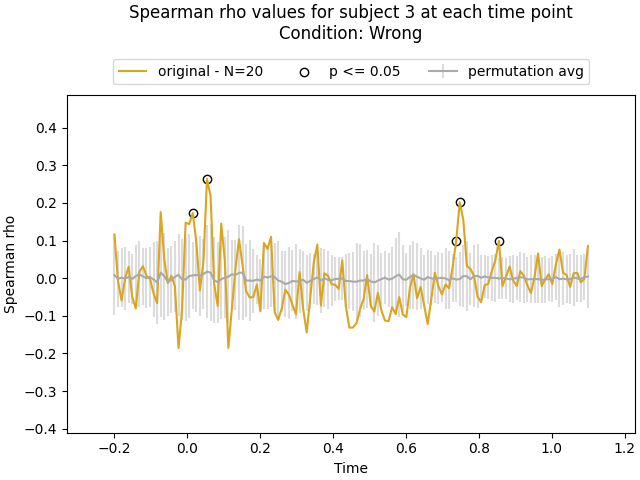 Spearman rho values for subject 3 at each time point
Condition: Wrong
original - N=20
p <= 0.05
permutation avg
Spearman rho
0.4
0.3
0.2
0.1
0.0
−0.1
−0.2
−0.3
−0.4
−0.2
0.0
0.2
0.4
0.6
0.8
1.0
1.2
Time